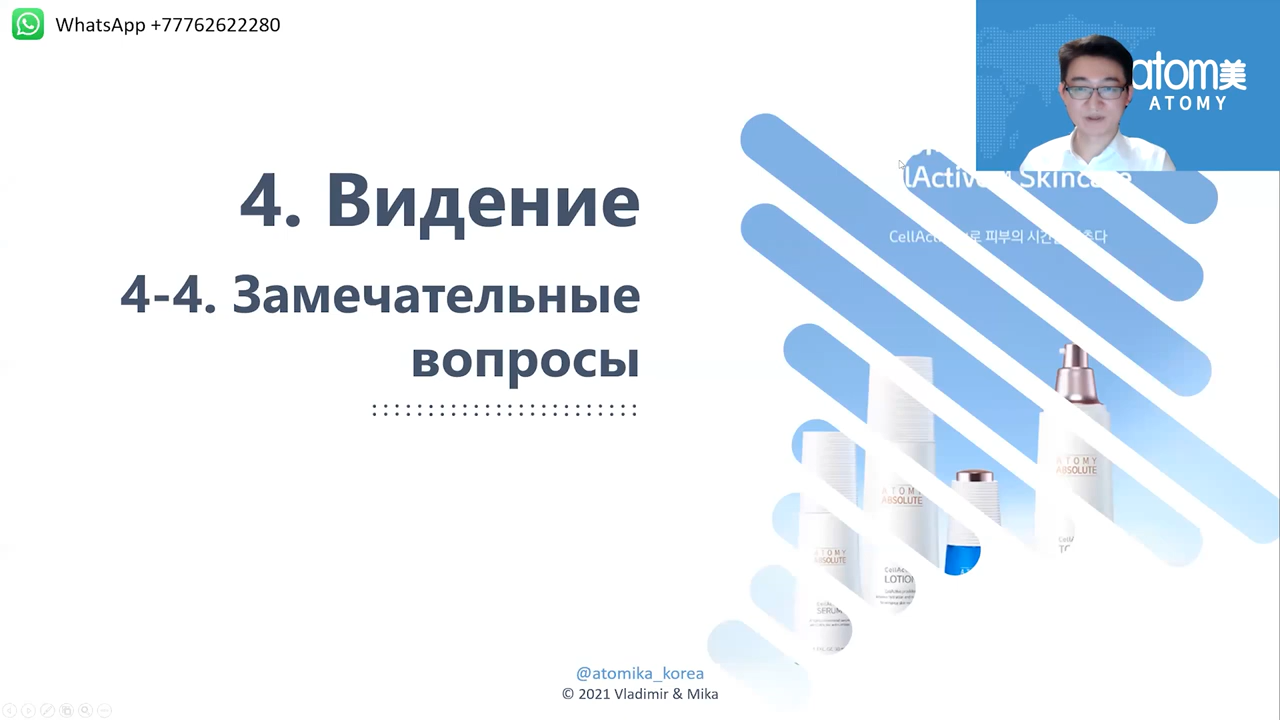 WhatsApp +77762622280
atom美
ATOMY
4. Видение
4-4. Замечательные
вопросы
ATOMY
ABSOLUTE
ATOMY
ABSOLUTE
LOTION
ATOMY
ABSOLUTE
SERUM
@atomika_korea
© 2021 Vladimir & Mika